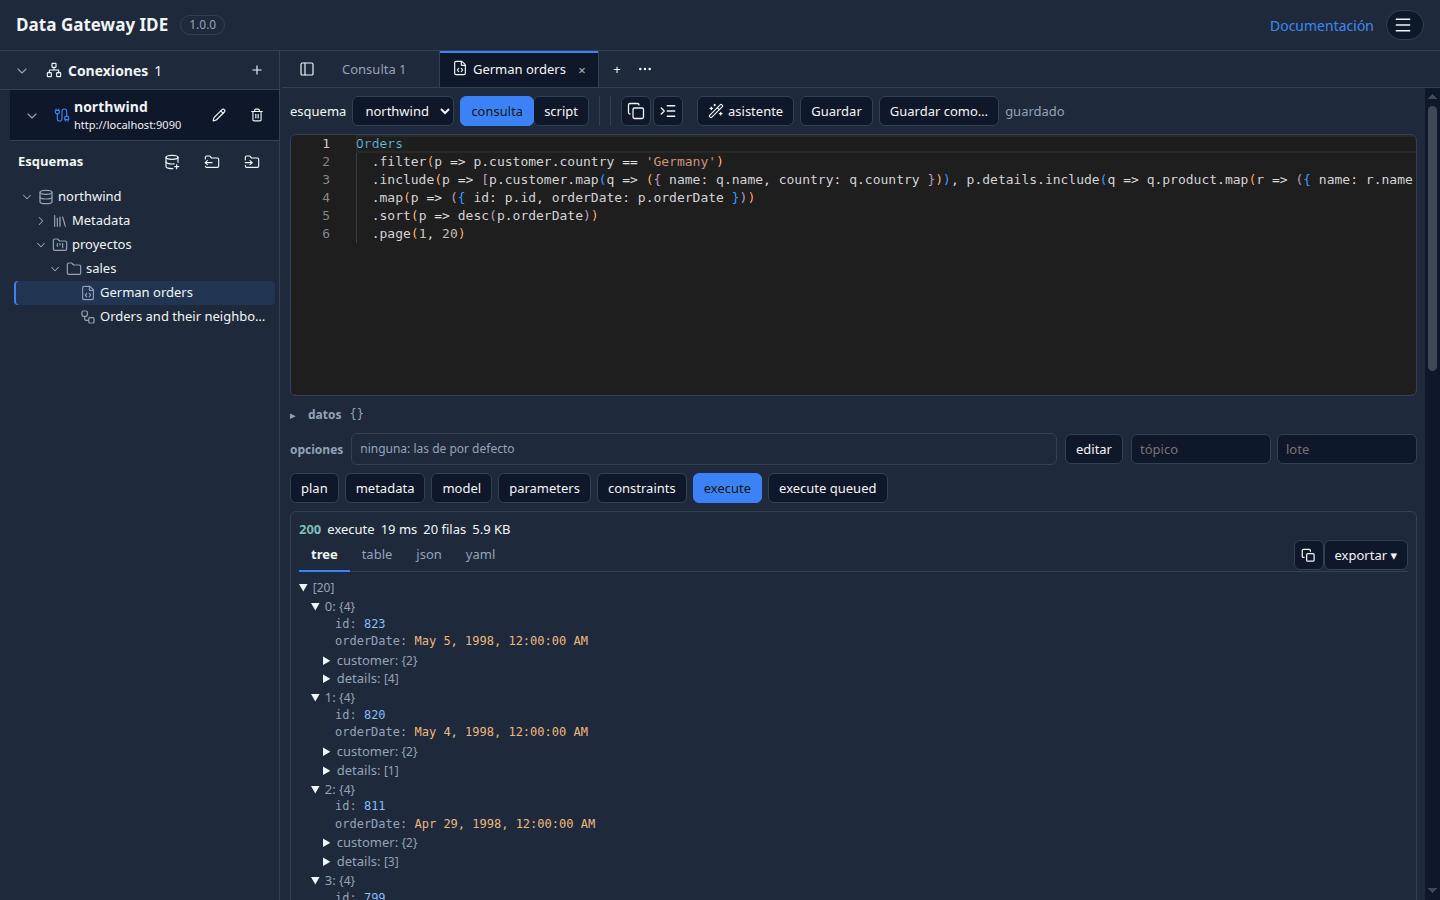 Data Gateway IDE 1.0.0
Documentación
Conexiones 1
northwind
http://localhost:9090
Esquemas
northwind
Metadata
proyectos
sales
German orders
Orders and their neighbo...
Consulta 1
German orders ×
+ ...
esquema northwind consulta script asistente Guardar Guardar como... guardado
1 Orders
2 .filter(p => p.customer.country == 'Germany')
3 .include(p => [p.customer.map(q => ({ name: q.name, country: q.country })), p.details.include(q => q.product.map(r => ({ name: r.name
4 .map(p => ({ id: p.id, orderDate: p.orderDate }))
5 .sort(p => desc(p.orderDate))
6 .page(1, 20)
▸ datos {}
opciones ninguna: las de por defecto editar tópico lote
plan metadata model parameters constraints execute execute queued
200 execute 19 ms 20 filas 5.9 KB
tree table json yaml exportar ▾
▼ [20]
▼ 0: {4}
id: 823
orderDate: May 5, 1998, 12:00:00 AM
▶ customer: {2}
▶ details: [4]
▼ 1: {4}
id: 820
orderDate: May 4, 1998, 12:00:00 AM
▶ customer: {2}
▶ details: [1]
▼ 2: {4}
id: 811
orderDate: Apr 29, 1998, 12:00:00 AM
▶ customer: {2}
▶ details: [3]
▼ 3: {4}
id: 799